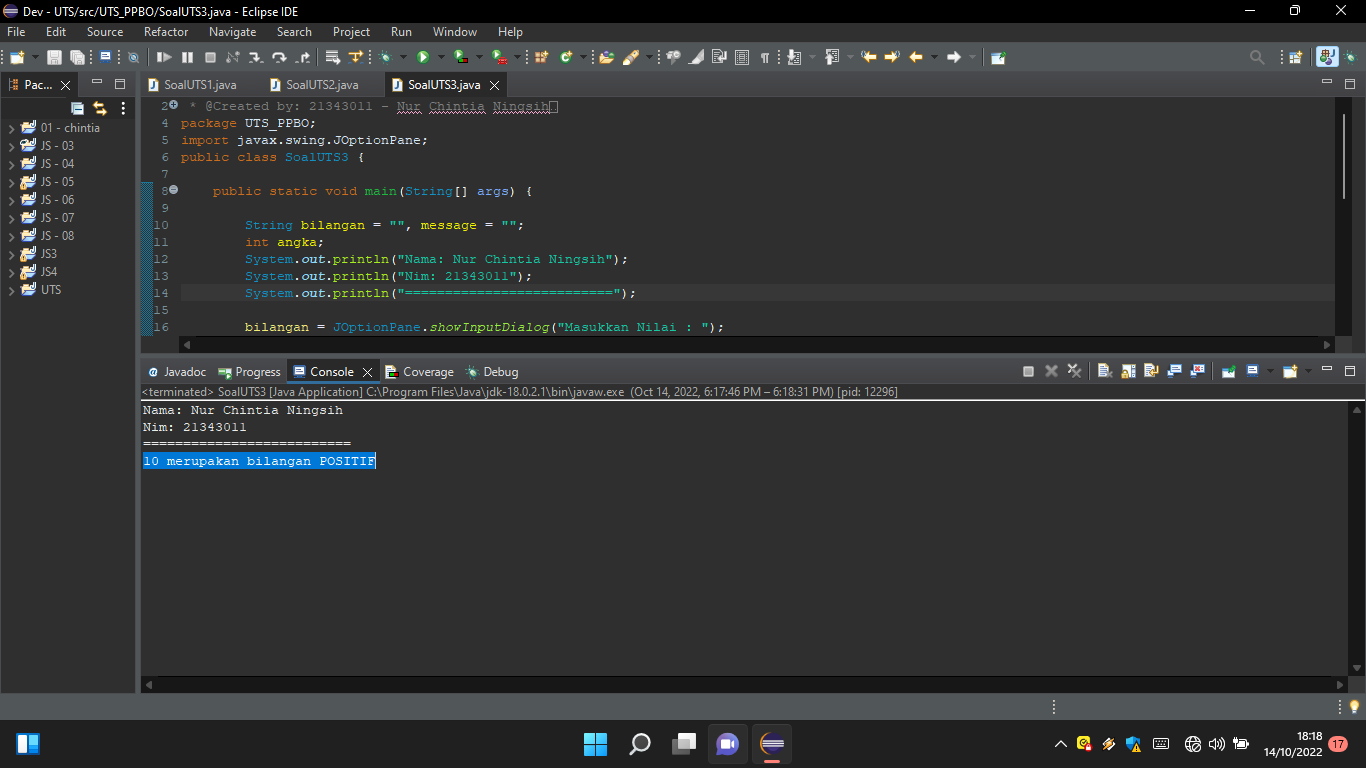 Dev - UTS/src/UTS_PPBO/SoalUTS3.java - Eclipse IDE
File Edit Source Refactor Navigate Search Project Run Window Help
Pac...
SoalUTS1.java SoalUTS2.java SoalUTS3.java
01 - chintia
JS - 03
JS - 04
JS - 05
JS - 06
JS - 07
JS - 08
JS3
JS4
UTS
2 * @Created by: 21343011 - Nur Chintia Ningsih
4 package UTS_PPBO;
5 import javax.swing.JOptionPane;
6 public class SoalUTS3 {
7
8 public static void main(String[] args) {
9
10 String bilangan = "", message = "";
11 int angka;
12 System.out.println("Nama: Nur Chintia Ningsih");
13 System.out.println("Nim: 21343011");
14 System.out.println("==========================");
15
16 bilangan = JOptionPane.showInputDialog("Masukkan Nilai : ");
@ Javadoc Progress Console Coverage Debug
<terminated> SoalUTS3 [Java Application] C:\Program Files\Java\jdk-18.0.2.1\bin\javaw.exe (Oct 14, 2022, 6:17:46 PM – 6:18:31 PM) [pid: 12296]
Nama: Nur Chintia Ningsih
Nim: 21343011
==========================
10 merupakan bilangan POSITIF
18:18
14/10/2022
17